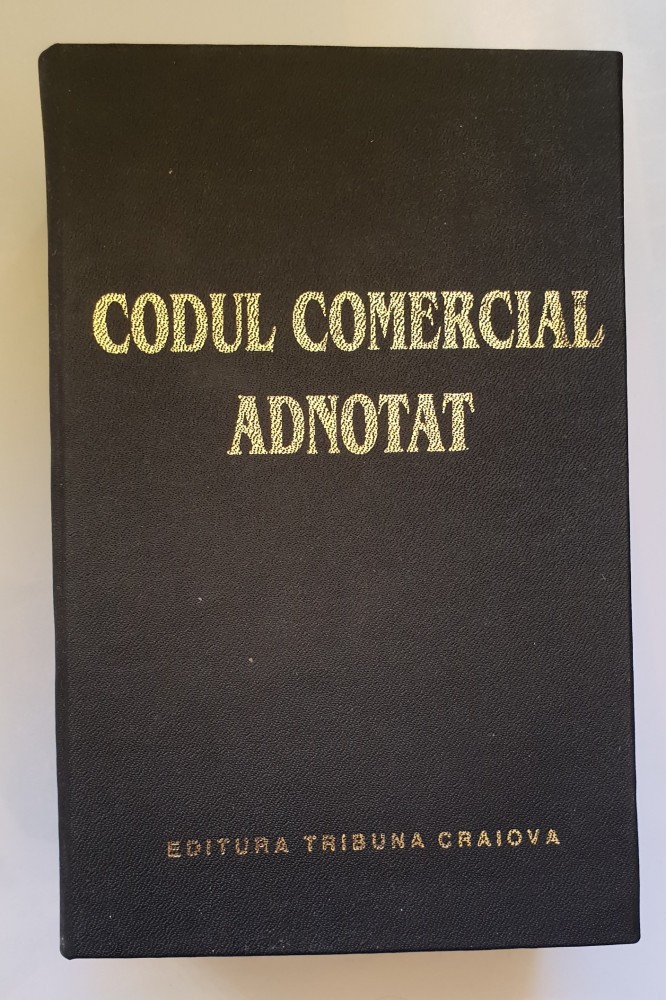 CODUL COMERCIAL
ADNOTAT
EDITURA TRIBUNA CRAIOVA